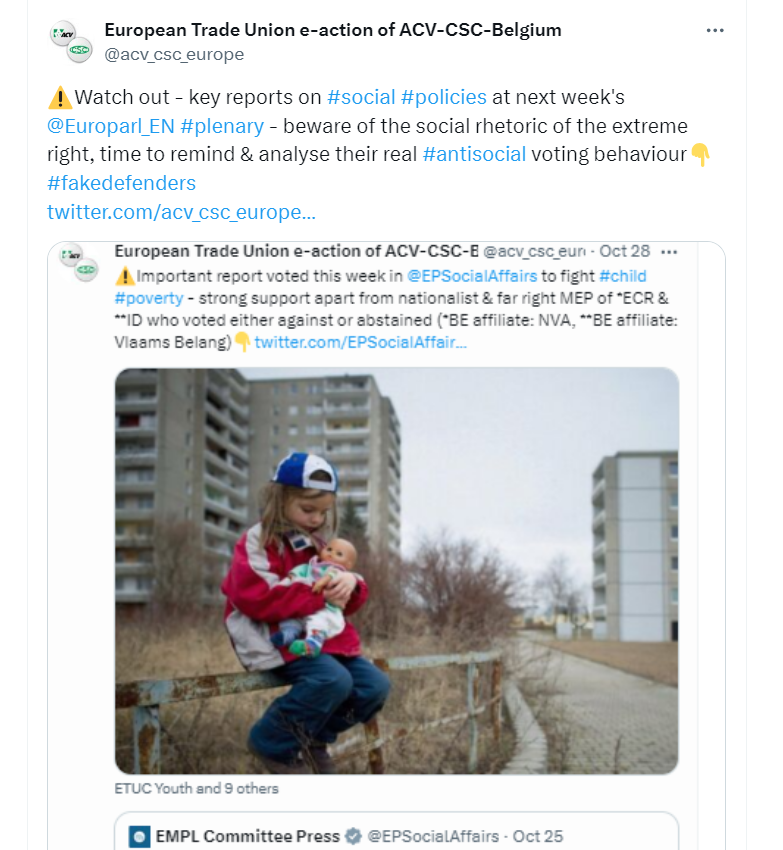 European Trade Union e-action of ACV-CSC-Belgium
@acv_csc_europe
⚠️Watch out - key reports on #social #policies at next week's
@Europarl_EN #plenary - beware of the social rhetoric of the extreme
right, time to remind & analyse their real #antisocial voting behaviour👇
#fakedefenders
twitter.com/acv_csc_europe…
European Trade Union e-action of ACV-CSC-E @acv_csc_eur · Oct 28
⚠️Important report voted this week in @EPSocialAffairs to fight #child
#poverty - strong support apart from nationalist & far right MEP of *ECR &
**ID who voted either against or abstained (*BE affiliate: NVA, **BE affiliate:
Vlaams Belang)👇twitter.com/EPSocialAffair...
ETUC Youth and 9 others
EMPL Committee Press @EPSocialAffairs · Oct 25